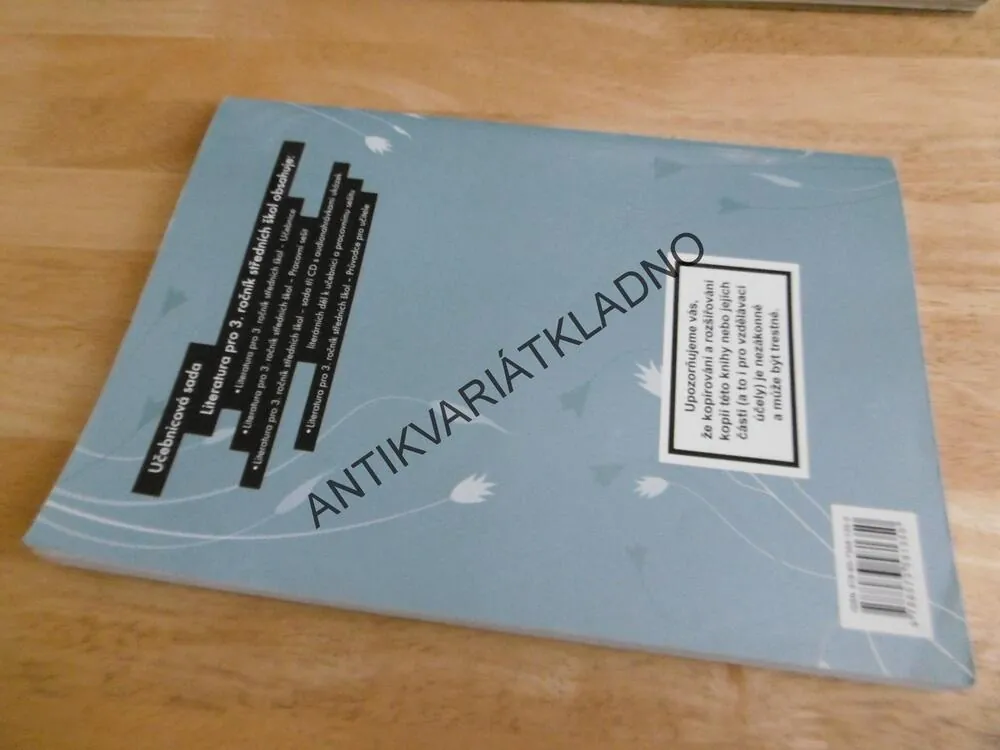 Učebnicová sada
Literatura pro 3. ročník středních škol obsahuje:
• Literatura pro 3. ročník středních škol – Učebnice
• Literatura pro 3. ročník středních škol – Pracovní sešit
• Literatura pro 3. ročník středních škol – sada tří CD s audionahrávkami ukázek
literárních děl k učebnici a pracovnímu sešitu
• Literatura pro 3. ročník středních škol – Průvodce pro učitele
ANTIKVARIÁTKLADNO
Upozorňujeme vás,
že kopírování a rozšiřování
kopií této knihy nebo jejich
částí (a to i pro vzdělávací
účely) je nezákonné
a může být trestné.
ISBN